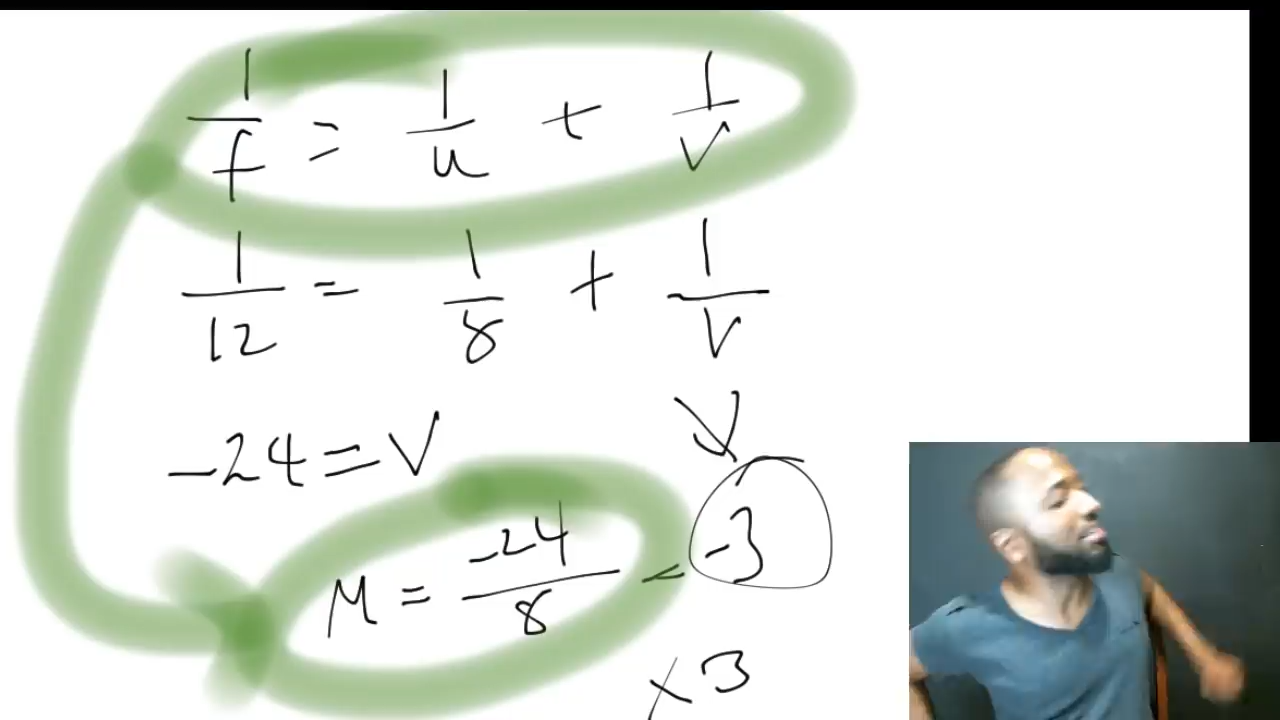 1/f = 1/u + 1/v
1/12 = 1/8 + 1/V
-24 = V
M = -24/8 = -3
x3